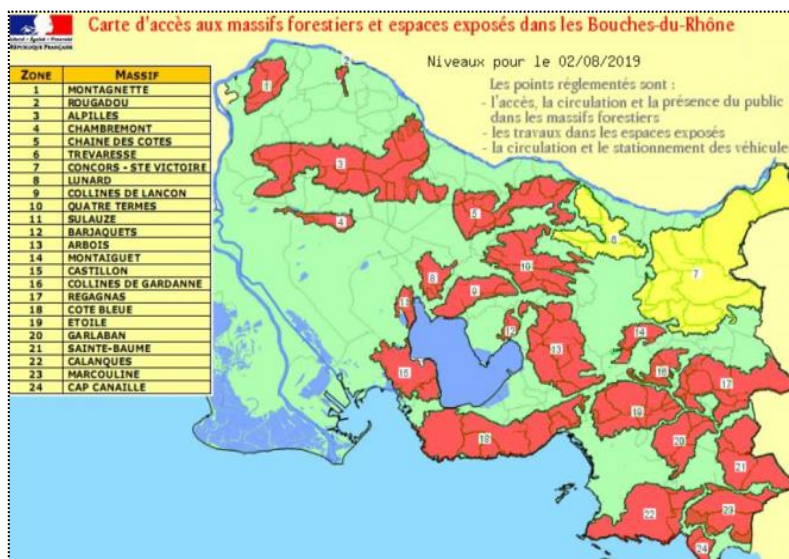 Carte d'accès aux massifs forestiers et espaces exposés dans les Bouches-du-Rhône
RÉPUBLIQUE FRANÇAISE
Niveaux pour le 02/08/2019
Les points réglementés sont :
- l'accès, la circulation et la présence du public
dans les massifs forestiers
- les travaux dans les espaces exposés
- la circulation et le stationnement des véhicule
ZONE MASSIF
1 MONTAGNETTE
2 ROUGADOU
3 ALPILLES
4 CHAMBREMONT
5 CHAINE DES COTES
6 TREVARESSE
7 CONCORS - STE VICTOIRE
8 LUNARD
9 COLLINES DE LANCON
10 QUATRE TERMES
11 SULAUZE
12 BARJAQUETS
13 ARBOIS
14 MONTAIGUET
15 CASTILLON
16 COLLINES DE GARDANNE
17 REGAGNAS
18 COTE BLEUE
19 ETOILE
20 GARLABAN
21 SAINTE-BAUME
22 CALANQUES
23 MARCOULINE
24 CAP CANAILLE
1
2
3
4
5
6
7
8
9
10
11
12
13
14
15
16
17
18
19
20
21
22
23
24